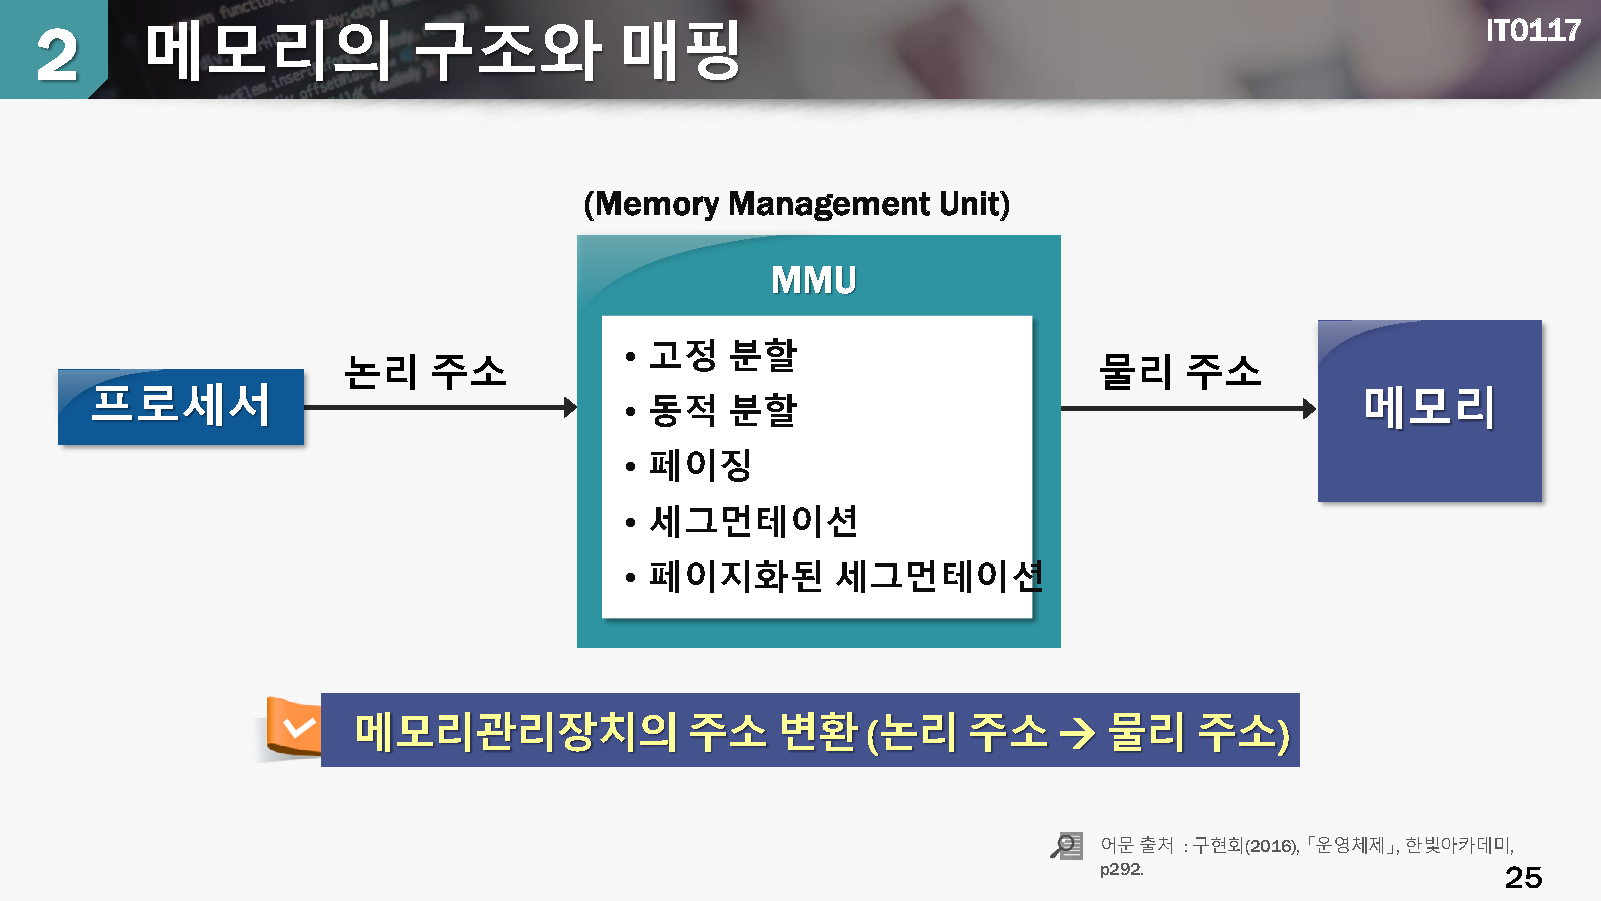 2 메모리의 구조와 매핑
IT0117
(Memory Management Unit)
MMU
• 고정 분할
• 동적 분할
• 페이징
• 세그먼테이션
• 페이지화된 세그먼테이션
프로세서
논리 주소
물리 주소
메모리
메모리관리장치의 주소 변환 (논리 주소 → 물리 주소)
어문 출처 : 구현회(2016), 「운영체제」, 한빛아카데미,
p292.
25